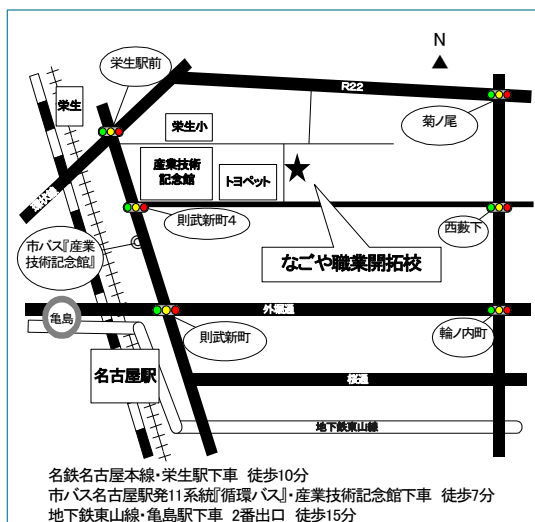 N
栄生駅前
R22
栄生
菊ノ尾
栄生小
産業技術
記念館
トヨペット
則武新町4
西藪下
市バス『産業
技術記念館』
なごや職業開拓校
亀島
外堀通
則武新町
輪ノ内町
名古屋駅
桜通
地下鉄東山線
名鉄名古屋本線・栄生駅下車 徒歩10分
市バス名古屋駅発11系統『循環バス』・産業技術記念館下車 徒歩7分
地下鉄東山線・亀島駅下車 2番出口 徒歩15分